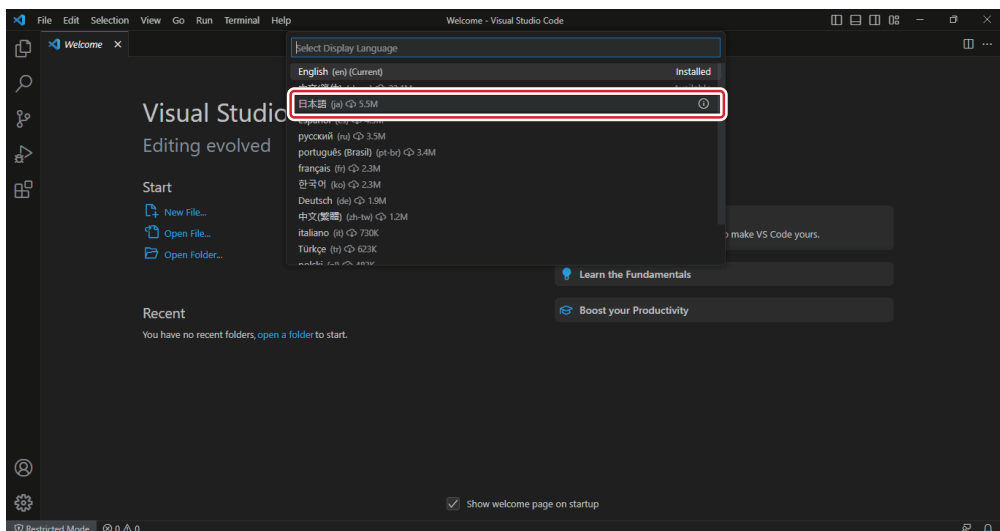 File Edit Selection View Go Run Terminal Help
Welcome - Visual Studio Code
Welcome
Select Display Language
English (en) (Current) Installed
日本語 (ja) 5.5M
русский (ru) 3.5M
português (Brasil) (pt-br) 3.4M
français (fr) 2.3M
한국어 (ko) 2.3M
Deutsch (de) 1.9M
中文(繁體) (zh-tw) 1.2M
italiano (it) 730K
Türkçe (tr) 623K
Visual Studio
Editing evolved
Start
New File...
Open File...
Open Folder...
Recent
You have no recent folders, open a folder to start.
make VS Code yours.
Learn the Fundamentals
Boost your Productivity
Show welcome page on startup
Restricted Mode 0 0